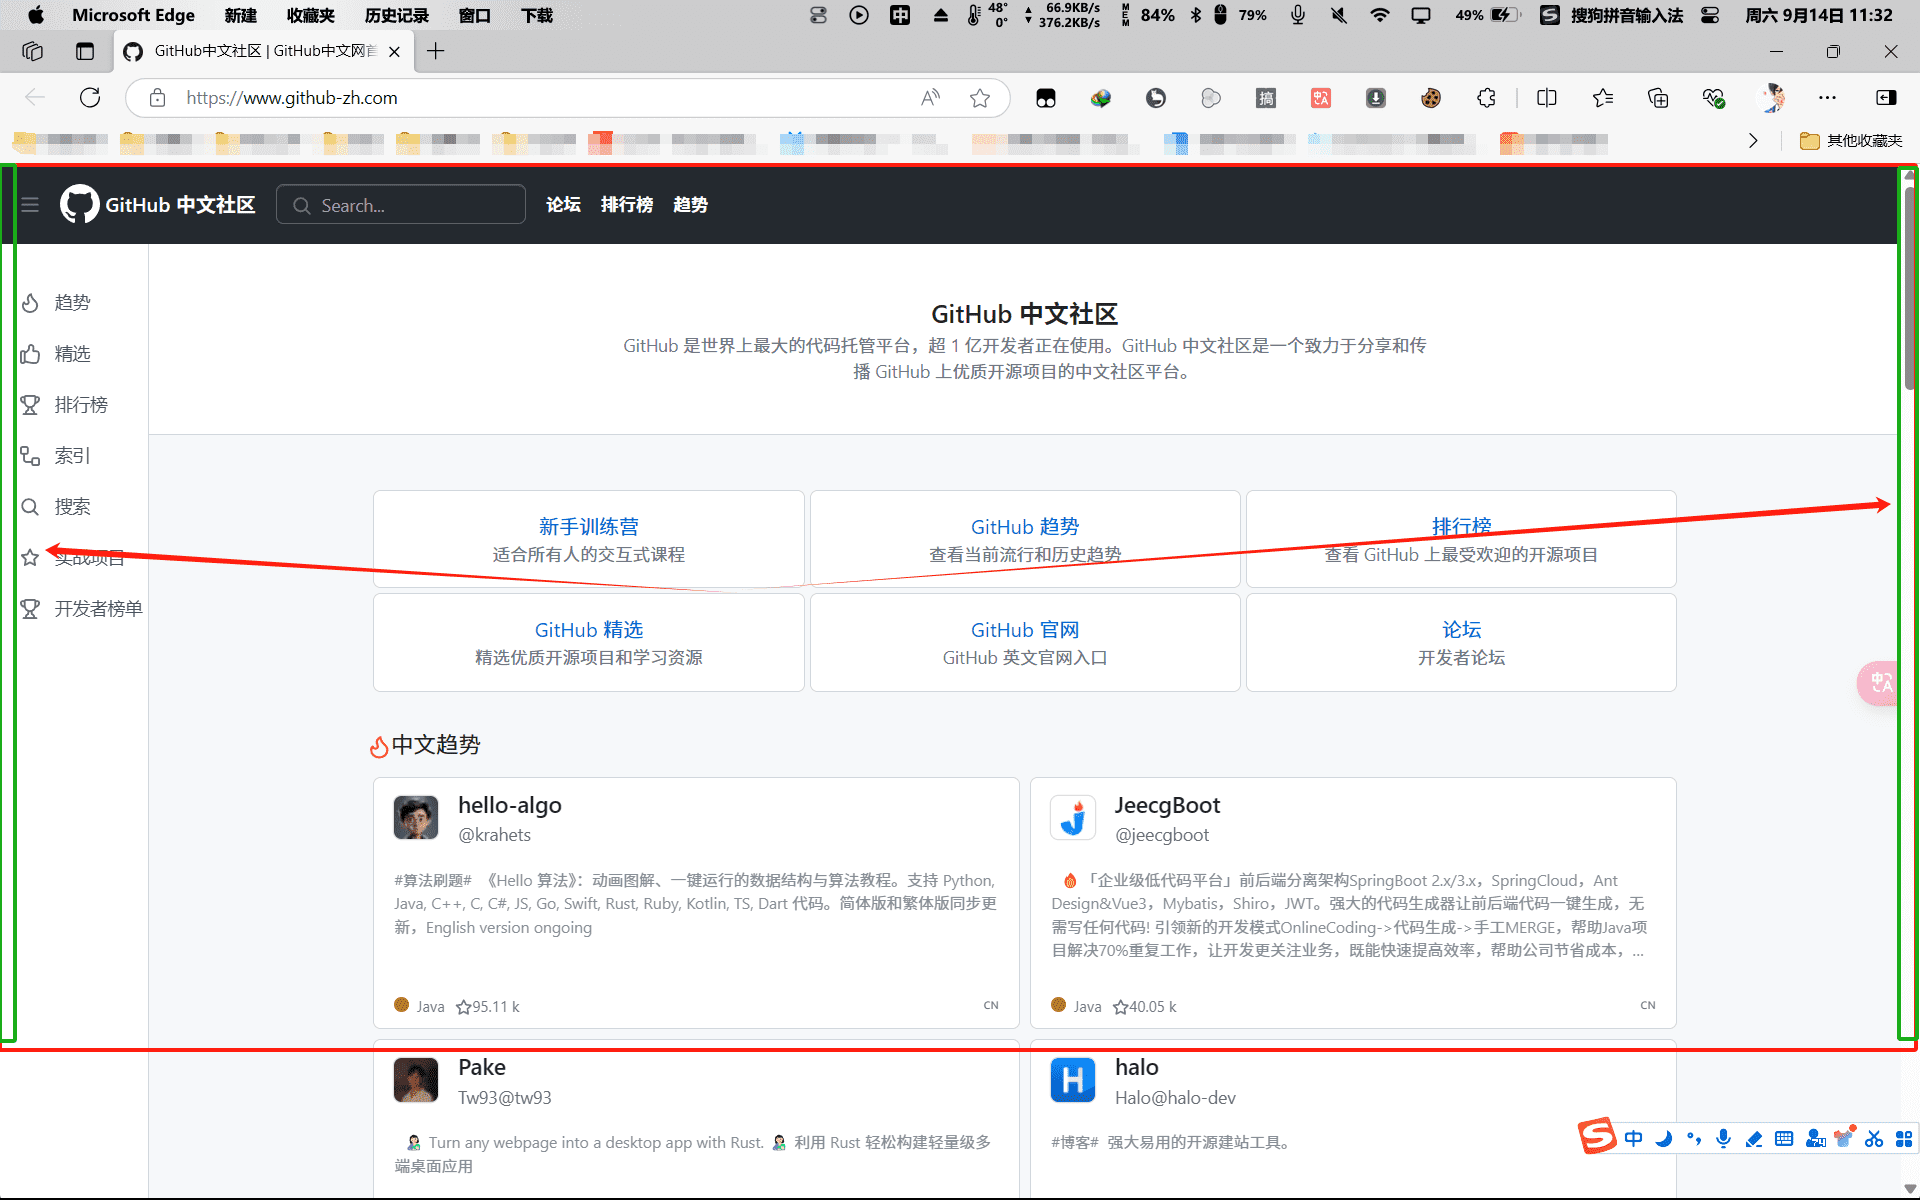 Microsoft Edge 新建 收藏夹 历史记录 窗口 下载 中 48° 0° 66.9KB/s 376.2KB/s MEM 84% 79% 49% 搜狗拼音输入法 周六 9月14日 11:32
GitHub中文社区 | GitHub中文网
https://www.github-zh.com 搞 中A
其他收藏夹
GitHub 中文社区 Search... 论坛 排行榜 趋势
趋势
精选
排行榜
索引
搜索
实战项目
开发者榜单
GitHub 中文社区
GitHub 是世界上最大的代码托管平台，超 1 亿开发者正在使用。GitHub 中文社区是一个致力于分享和传
播 GitHub 上优质开源项目的中文社区平台。
新手训练营
适合所有人的交互式课程
GitHub 趋势
查看当前流行和历史趋势
排行榜
查看 GitHub 上最受欢迎的开源项目
GitHub 精选
精选优质开源项目和学习资源
GitHub 官网
GitHub 英文官网入口
论坛
开发者论坛
中A
中文趋势
hello-algo
@krahets
#算法刷题# 《Hello 算法》：动画图解、一键运行的数据结构与算法教程。支持 Python,
Java, C++, C, C#, JS, Go, Swift, Rust, Ruby, Kotlin, TS, Dart 代码。简体版和繁体版同步更
新，English version ongoing
Java 95.11 k CN
JeecgBoot
@jeecgboot
「企业级低代码平台」前后端分离架构SpringBoot 2.x/3.x，SpringCloud，Ant
Design&Vue3，Mybatis，Shiro，JWT。强大的代码生成器让前后端代码一键生成，无
需写任何代码! 引领新的开发模式OnlineCoding->代码生成->手工MERGE，帮助Java项
目解决70%重复工作，让开发更关注业务，既能快速提高效率，帮助公司节省成本，...
Java 40.05 k CN
Pake
Tw93@tw93
Turn any webpage into a desktop app with Rust. 利用 Rust 轻松构建轻量级多
端桌面应用
halo
Halo@halo-dev
#博客# 强大易用的开源建站工具。
中